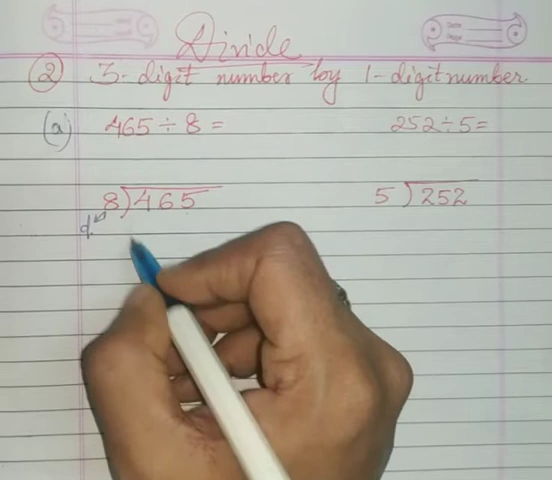 Divide
② 3-digit number by 1-digit number
(a) 465 ÷ 8 = 252 ÷ 5 =
8)465 5)252
d